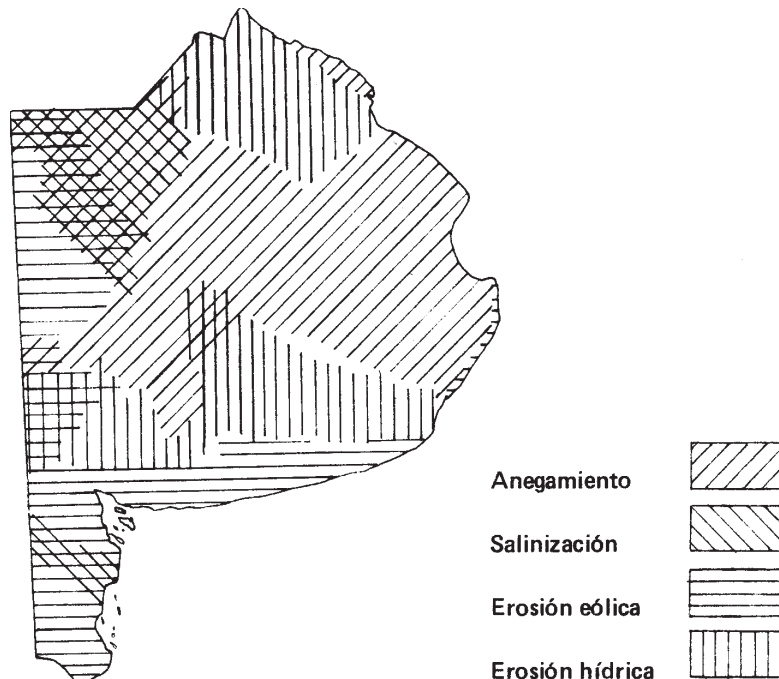 Anegamiento
Salinización
Erosión eólica
Erosión hídrica